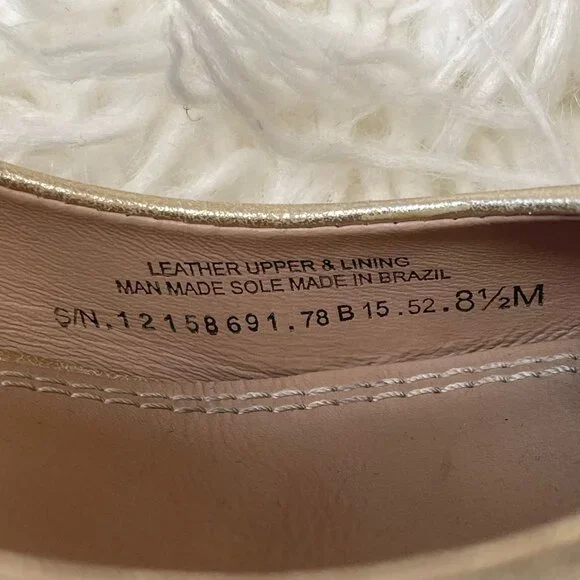 LEATHER UPPER & LINING
MAN MADE SOLE MADE IN BRAZIL
S/N.12158691.78 B 15.52.8½M